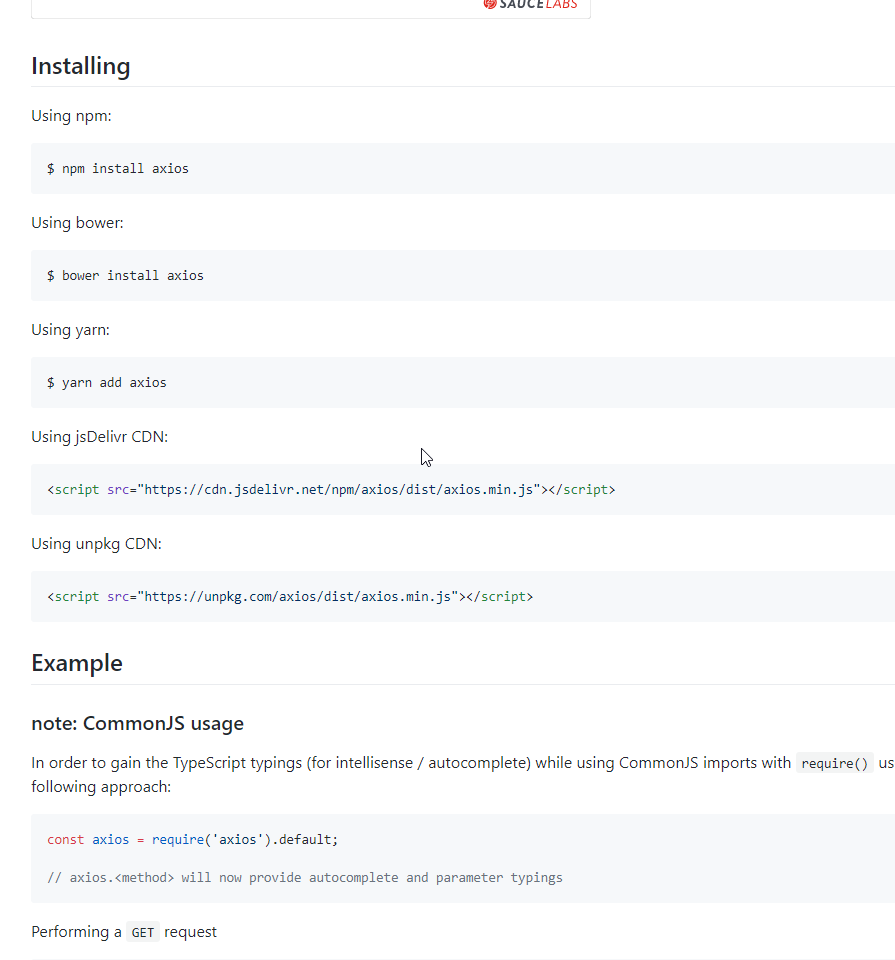 SAUCELABS
Installing
Using npm:
$ npm install axios
Using bower:
$ bower install axios
Using yarn:
$ yarn add axios
Using jsDelivr CDN:
<script src="https://cdn.jsdelivr.net/npm/axios/dist/axios.min.js"></script>
Using unpkg CDN:
<script src="https://unpkg.com/axios/dist/axios.min.js"></script>
Example
note: CommonJS usage
In order to gain the TypeScript typings (for intellisense / autocomplete) while using CommonJS imports with require() us
following approach:
const axios = require('axios').default;
// axios.<method> will now provide autocomplete and parameter typings
Performing a GET request